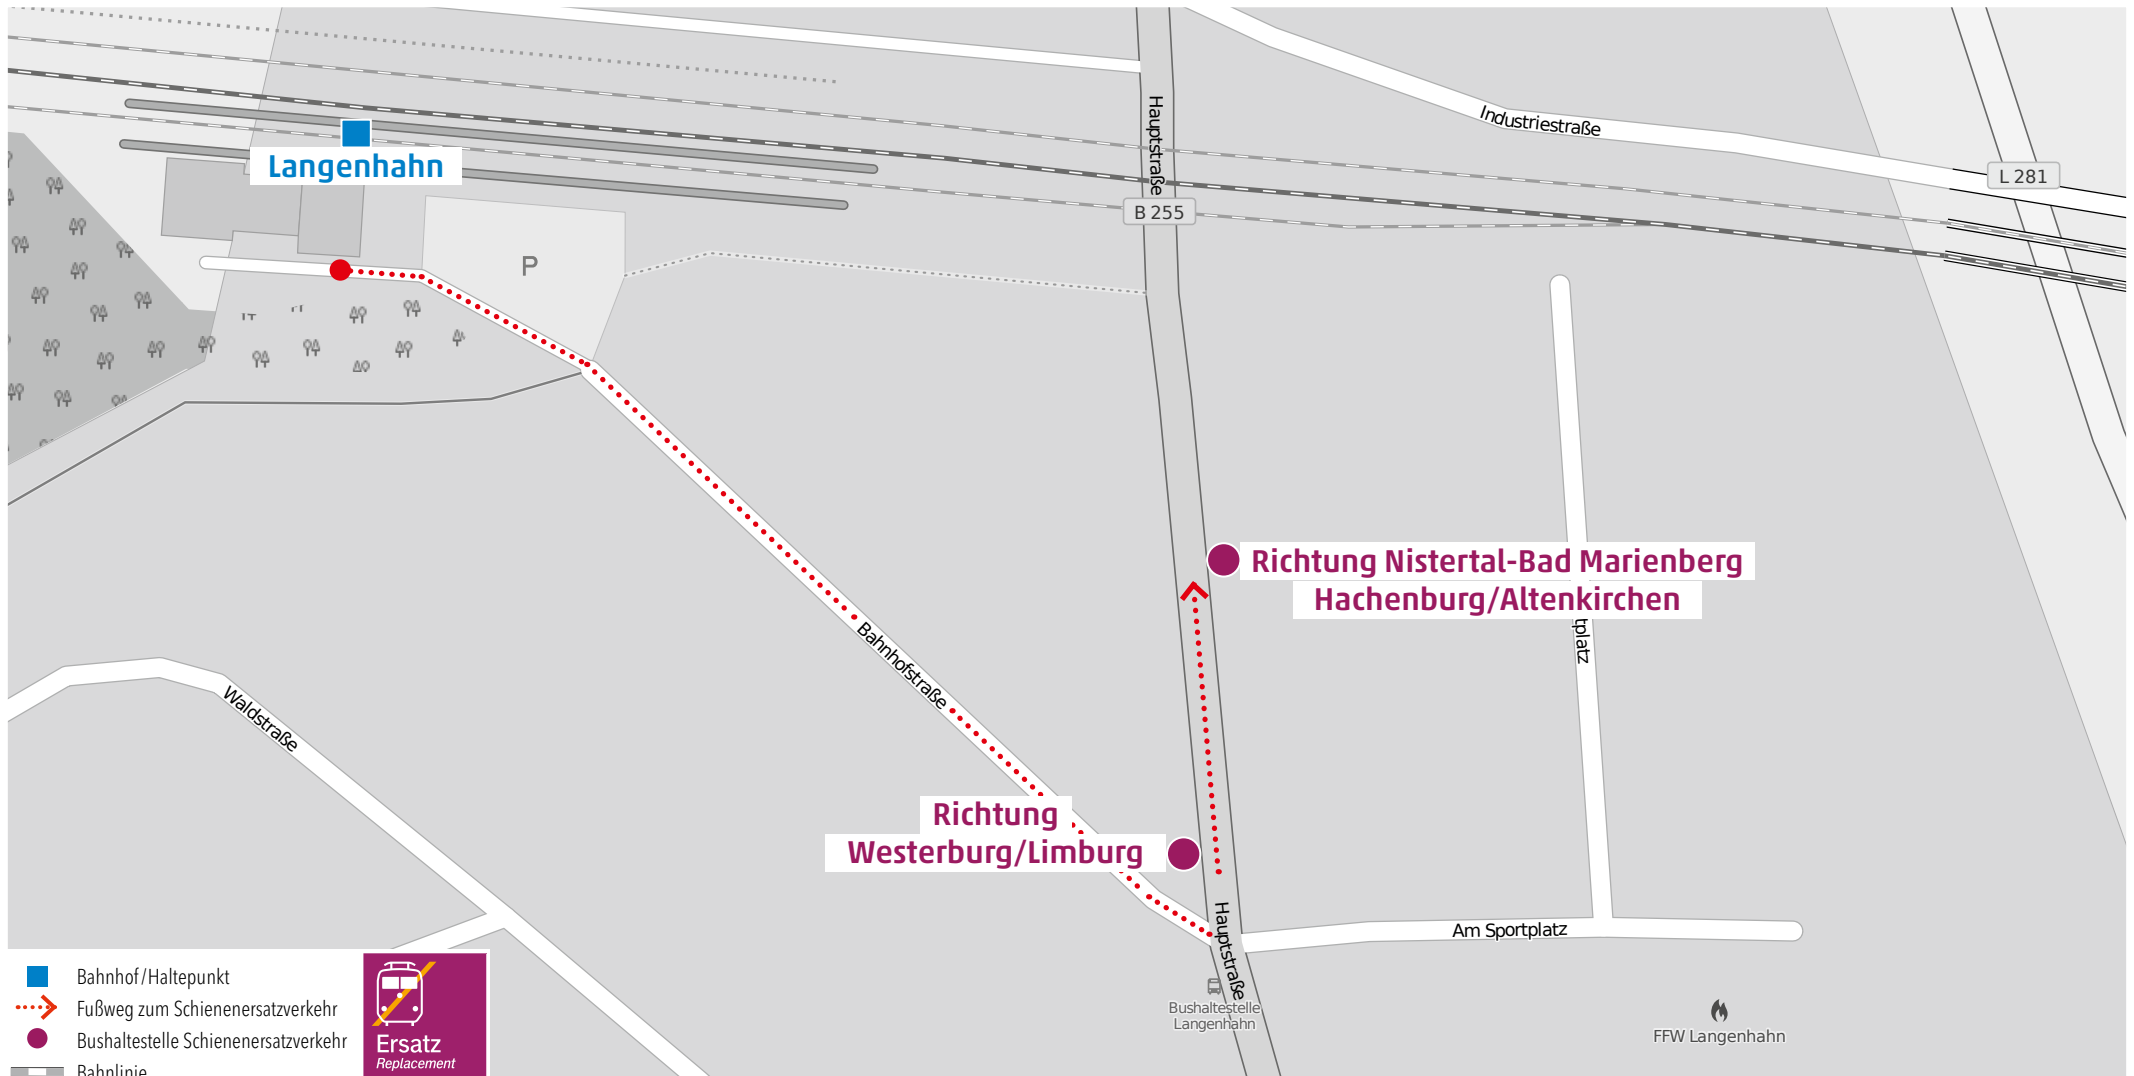 Hauptstraße
Industriestraße
L 281
Langenhahn
B 255
P
Richtung Nistertal-Bad Marienberg
Hachenburg/Altenkirchen
tplatz
Bahnhofstraße
Waldstraße
Richtung
Westerburg/Limburg
Hauptstraße
Am Sportplatz
Bushaltestelle
Langenhahn
FFW Langenhahn
Bahnhof/Haltepunkt
Fußweg zum Schienenersatzverkehr
Bushaltestelle Schienenersatzverkehr
Bahnlinie
Ersatz
Replacement